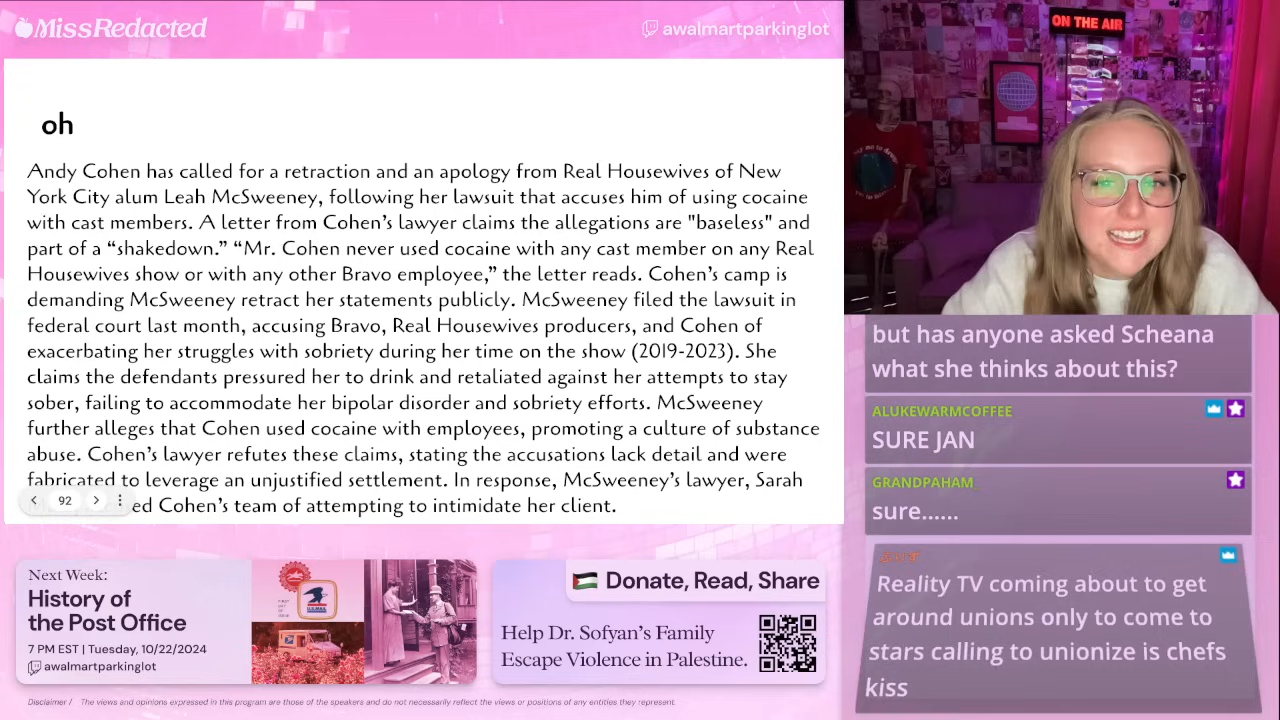 MissRedacted
awalmartparkinglot
ON THE AIR
oh
Andy Cohen has called for a retraction and an apology from Real Housewives of New
York City alum Leah McSweeney, following her lawsuit that accuses him of using cocaine
with cast members. A letter from Cohen’s lawyer claims the allegations are "baseless" and
part of a “shakedown.” “Mr. Cohen never used cocaine with any cast member on any Real
Housewives show or with any other Bravo employee,” the letter reads. Cohen’s camp is
demanding McSweeney retract her statements publicly. McSweeney filed the lawsuit in
federal court last month, accusing Bravo, Real Housewives producers, and Cohen of
exacerbating her struggles with sobriety during her time on the show (2019-2023). She
claims the defendants pressured her to drink and retaliated against her attempts to stay
sober, failing to accommodate her bipolar disorder and sobriety efforts. McSweeney
further alleges that Cohen used cocaine with employees, promoting a culture of substance
abuse. Cohen’s lawyer refutes these claims, stating the accusations lack detail and were
fabricated to leverage an unjustified settlement. In response, McSweeney’s lawyer, Sarah
ed Cohen’s team of attempting to intimidate her client.
92
but has anyone asked Scheana
what she thinks about this?
ALUKEWARMCOFFEE
SURE JAN
GRANDPAHAM_
sure......
Reality TV coming about to get
around unions only to come to
stars calling to unionize is chefs
kiss
Next Week:
History of
the Post Office
7 PM EST | Tuesday, 10/22/2024
awalmartparkinglot
U.S. MAIL
Donate, Read, Share
Help Dr. Sofyan’s Family
Escape Violence in Palestine.
Disclaimer / The views and opinions expressed in this program are those of the speakers and do not necessarily reflect the views or positions of any entities they represent.